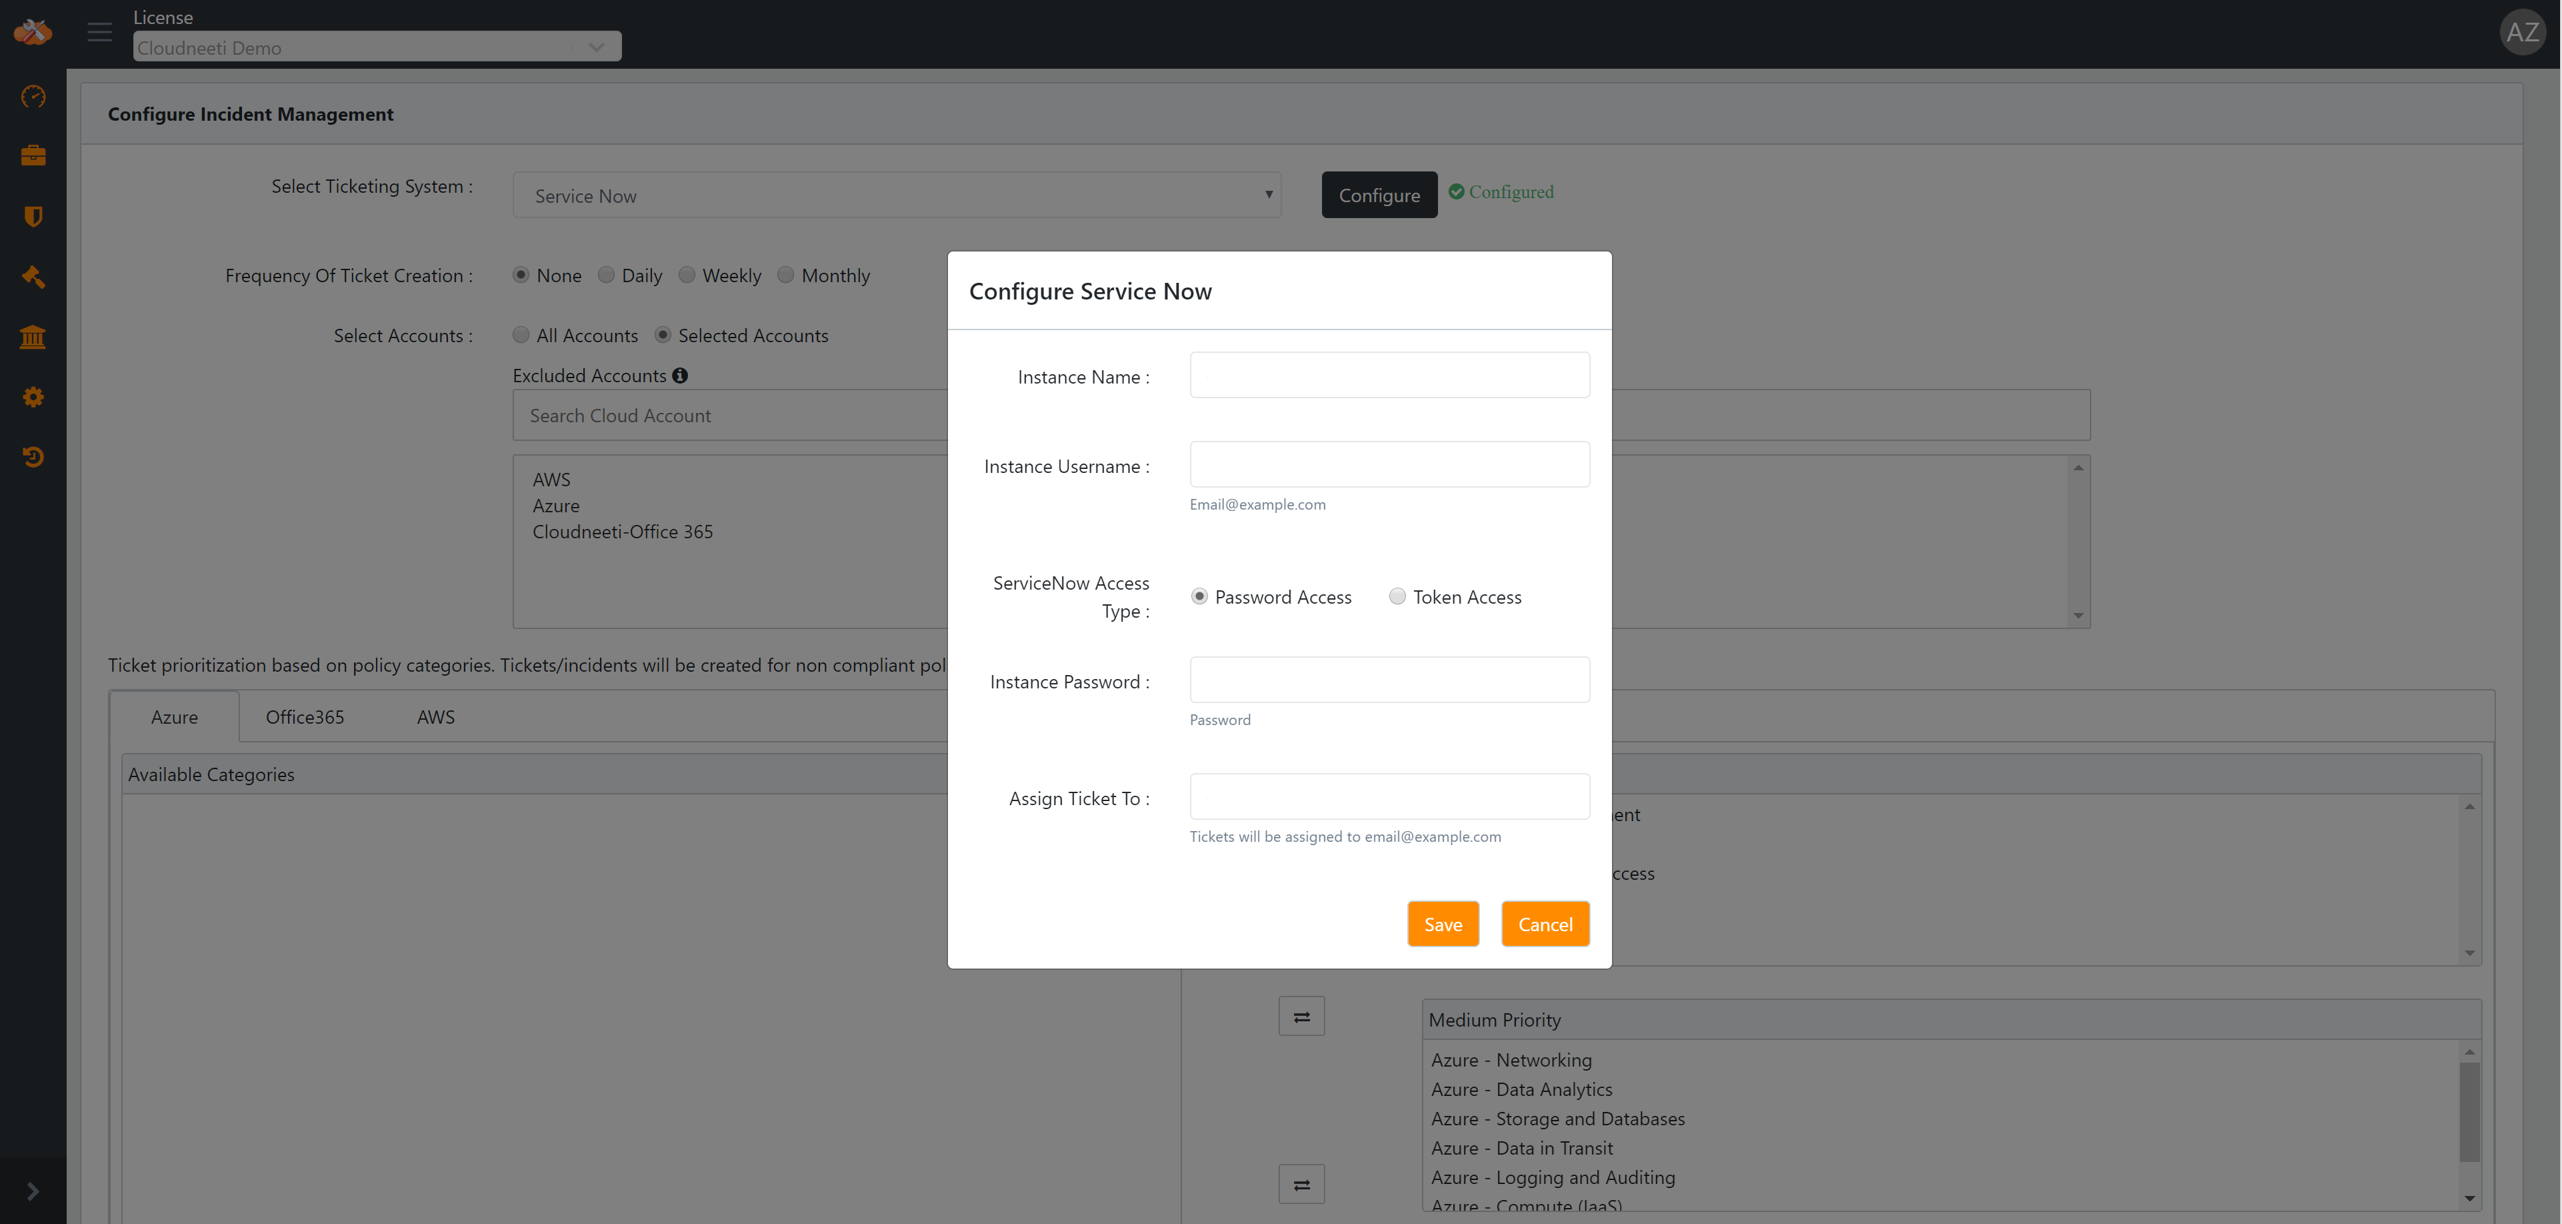 License
Cloudneeti Demo
AZ
Configure Incident Management
Select Ticketing System :
Service Now
Configure
Configured
Frequency Of Ticket Creation :
None
Daily
Weekly
Monthly
Select Accounts :
All Accounts
Selected Accounts
Excluded Accounts
Search Cloud Account
AWS
Azure
Cloudneeti-Office 365
Ticket prioritization based on policy categories. Tickets/incidents will be created for non compliant pol
Azure
Office365
AWS
Available Categories
Configure Service Now
Instance Name :
Instance Username :
Email@example.com
ServiceNow Access
Type :
Password Access
Token Access
Instance Password :
Password
Assign Ticket To :
Tickets will be assigned to email@example.com
Save
Cancel
ent
ccess
Medium Priority
Azure - Networking
Azure - Data Analytics
Azure - Storage and Databases
Azure - Data in Transit
Azure - Logging and Auditing
Azure - Compute (IaaS)